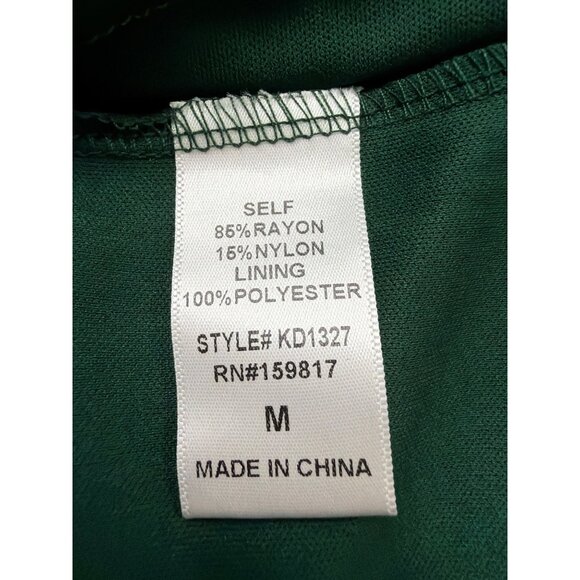 SELF
85%RAYON
15%NYLON
LINING
100%POLYESTER
STYLE# KD1327
RN#159817
M
MADE IN CHINA